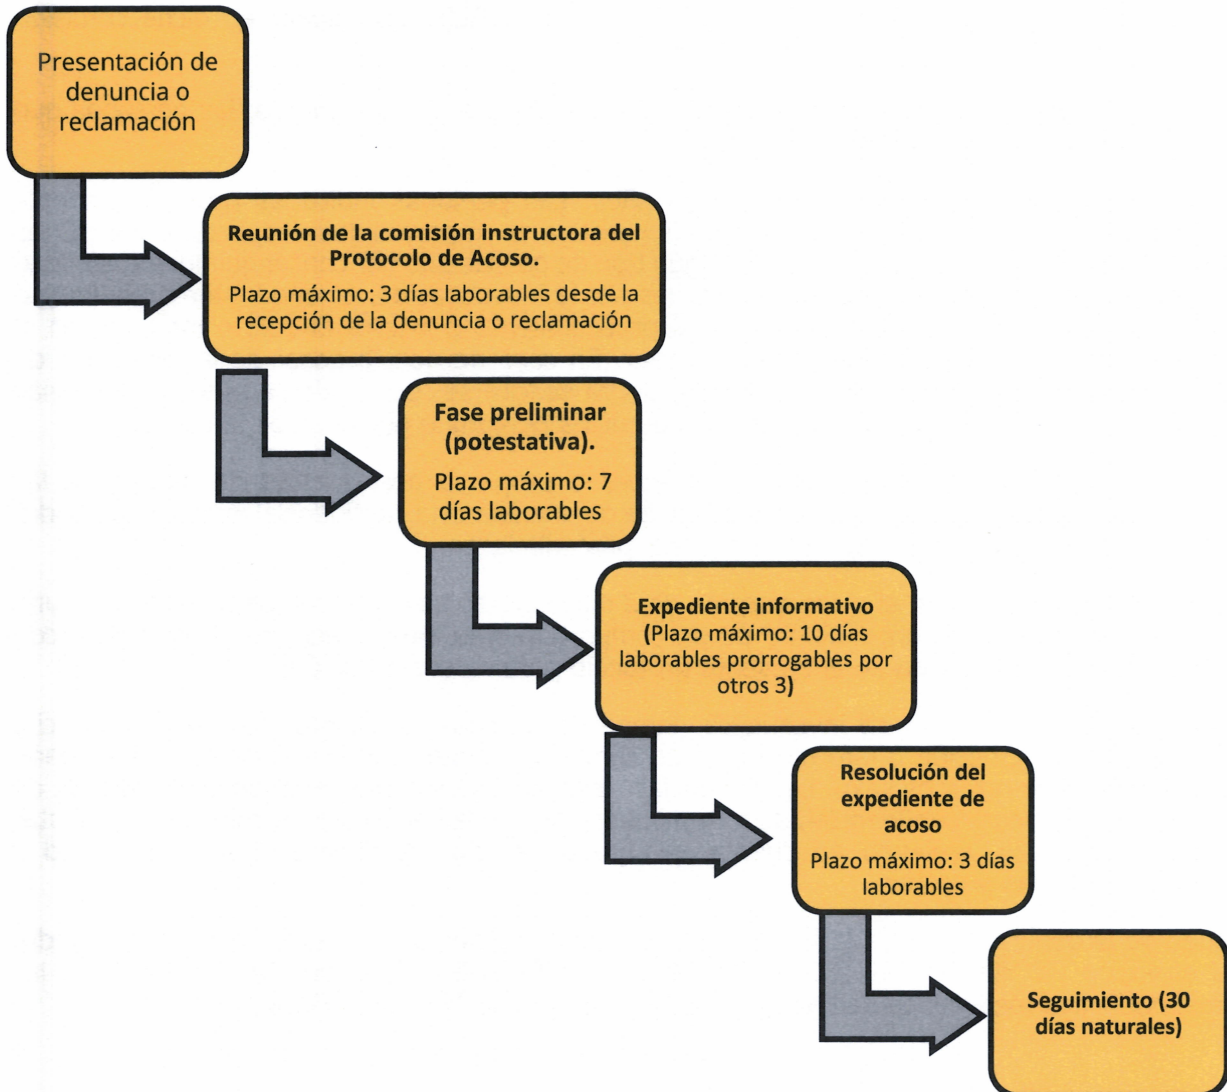 Presentación de
denuncia o
reclamación
Reunión de la comisión instructora del
Protocolo de Acoso.
Plazo máximo: 3 días laborables desde la
recepción de la denuncia o reclamación
Fase preliminar
(potestativa).
Plazo máximo: 7
días laborables
Expediente informativo
(Plazo máximo: 10 días
laborables prorrogables por
otros 3)
Resolución del
expediente de
acoso
Plazo máximo: 3 días
laborables
Seguimiento (30
días naturales)